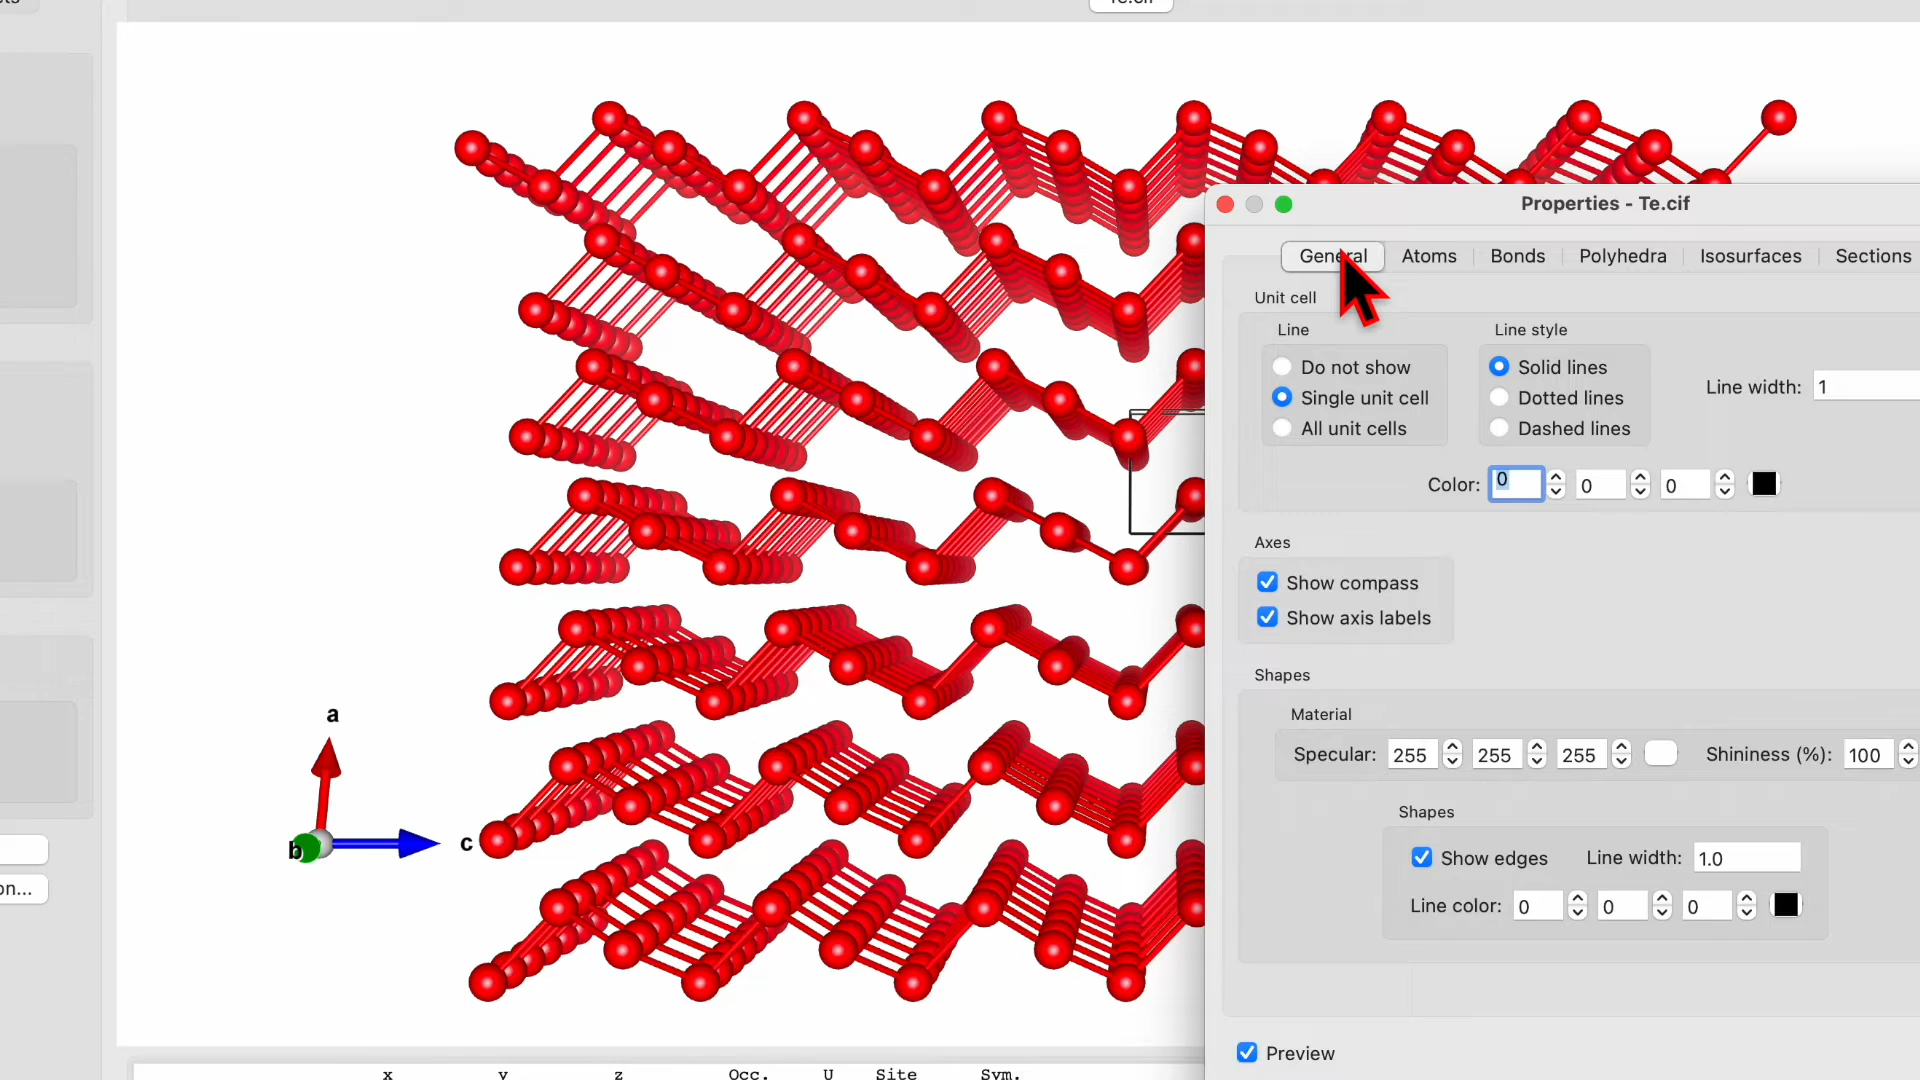 Te.cif
Properties - Te.cif
General Atoms Bonds Polyhedra Isosurfaces Sections
Unit cell
Line Line style
Do not show Solid lines
Single unit cell Dotted lines Line width: 1
All unit cells Dashed lines
Color: 0 0 0
Axes
Show compass
Show axis labels
Shapes
Material
Specular: 255 255 255 Shininess (%): 100
Shapes
Show edges Line width: 1.0
Line color: 0 0 0
Preview
a
b c
on...
x y z Occ. U Site Sym.